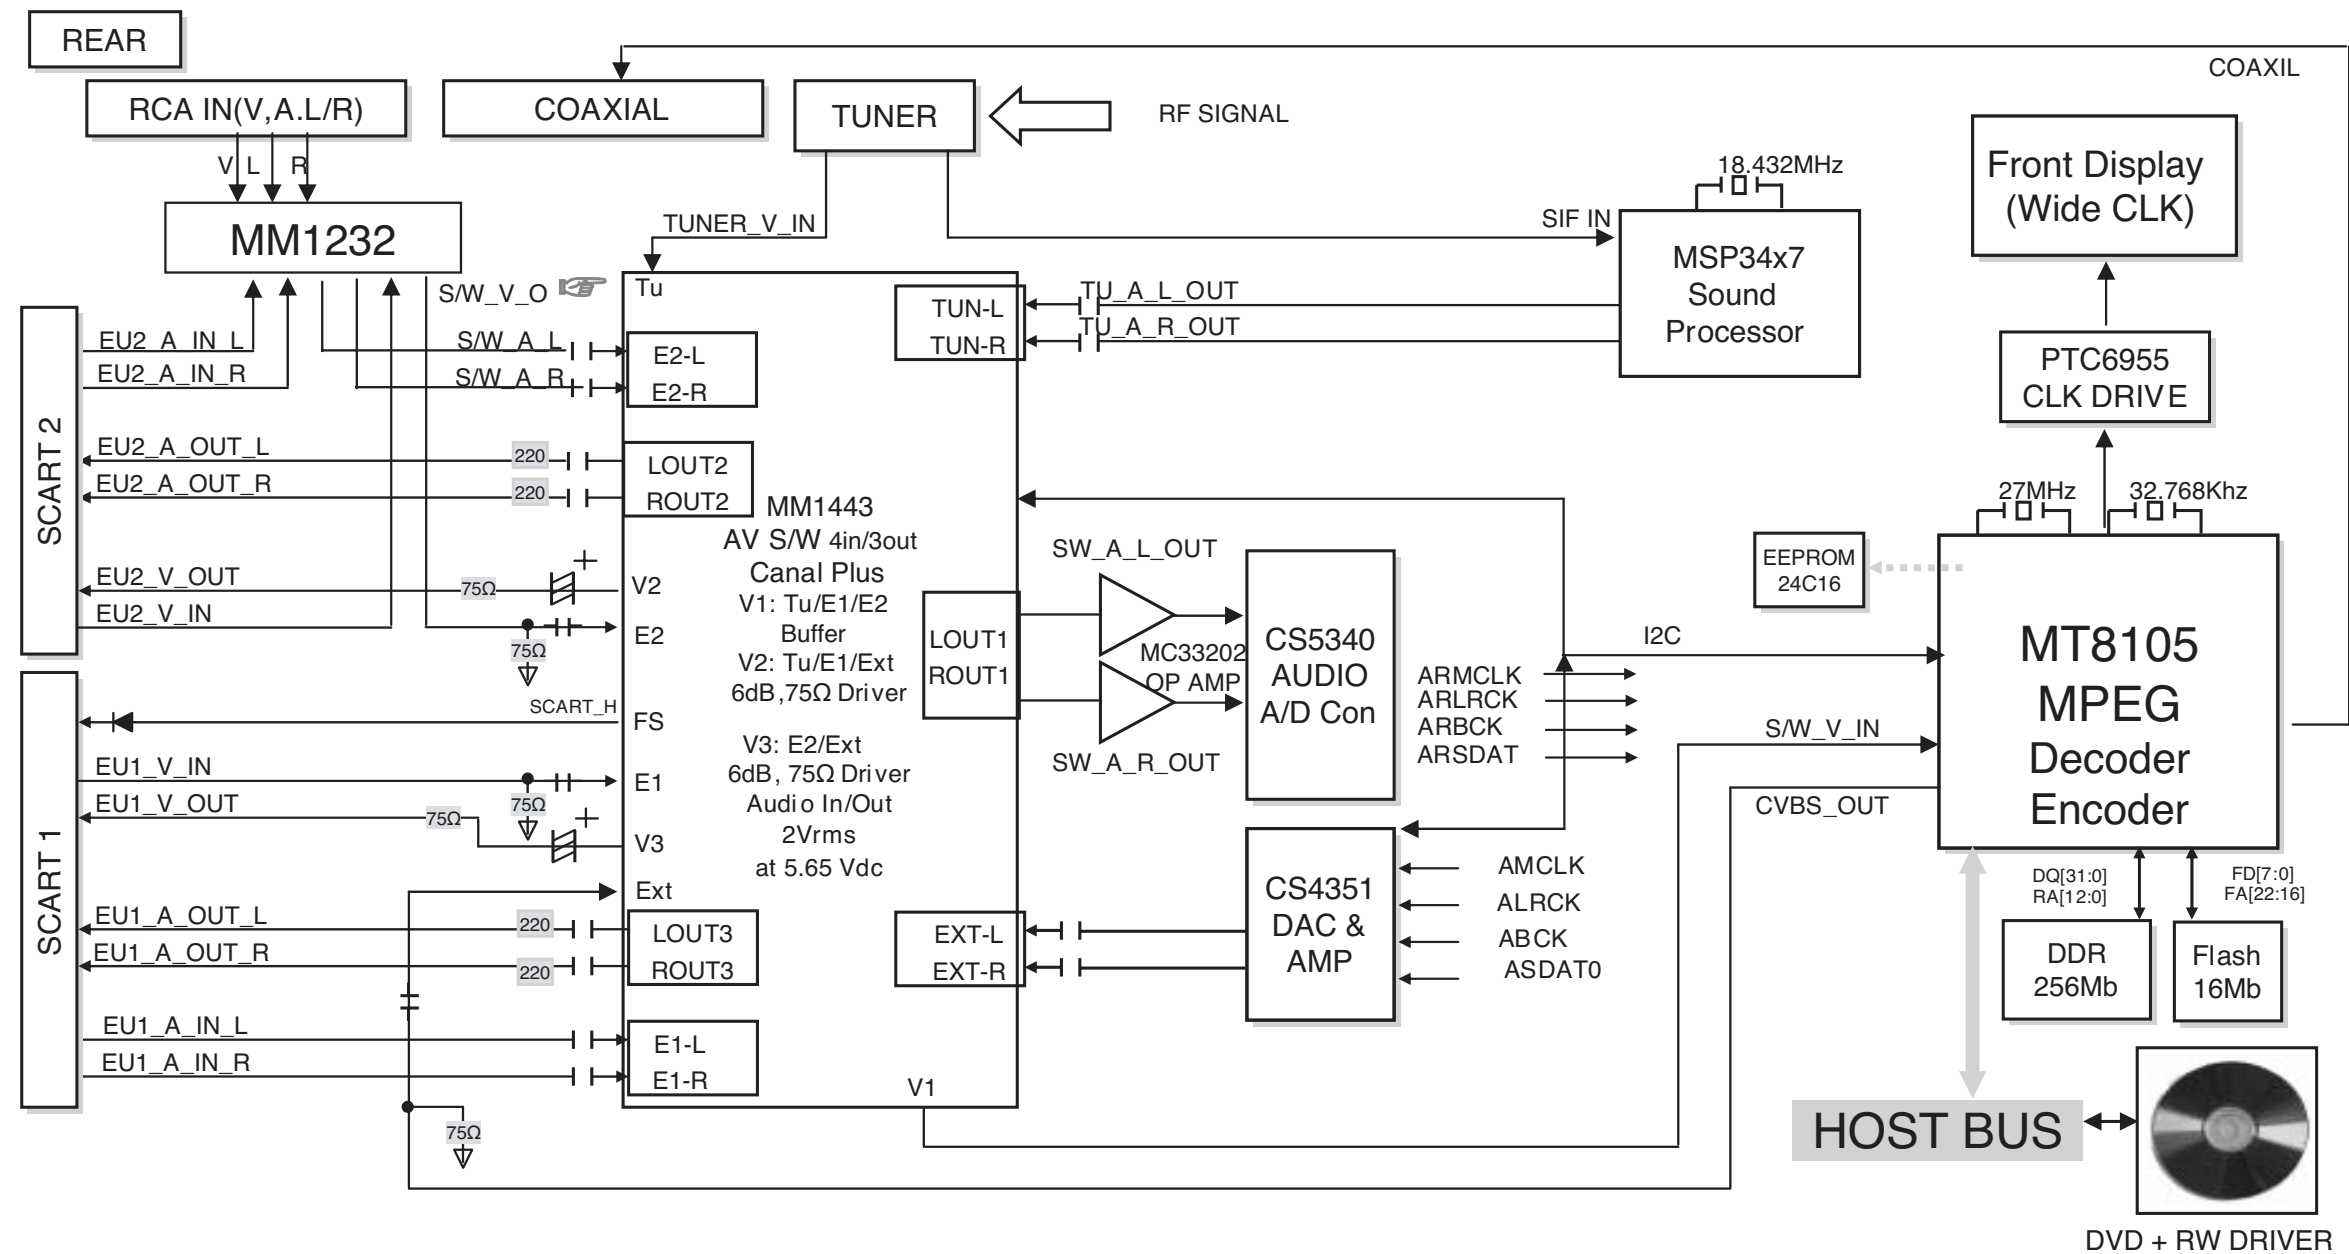 REAR
COAXIL
RCA IN(V,A.L/R)
COAXIAL
TUNER
RF SIGNAL
V L R
MM1232
TUNER_V_IN
SIF IN
18.432MHz
MSP34x7
Sound
Processor
Front Display
(Wide CLK)
PTC6955
CLK DRIVE
S/W_V_O
Tu
TUN-L
TUN-R
TU_A_L_OUT
TU_A_R_OUT
SCART 2
EU2_A_IN_L
EU2_A_IN_R
S/W_A_L
S/W_A_R
E2-L
E2-R
EU2_A_OUT_L
EU2_A_OUT_R
220
220
LOUT2
ROUT2
EU2_V_OUT
EU2_V_IN
75Ω
+
V2
E2
75Ω
MM1443
AV S/W 4in/3out
Canal Plus
V1: Tu/E1/E2
Buffer
V2: Tu/E1/Ext
6dB,75Ω Driver
V3: E2/Ext
6dB, 75Ω Driver
Audio In/Out
2Vrms
at 5.65 Vdc
SCART 1
SCART_H
FS
EU1_V_IN
EU1_V_OUT
75Ω
75Ω
+
E1
V3
Ext
EU1_A_OUT_L
EU1_A_OUT_R
220
220
LOUT3
ROUT3
EU1_A_IN_L
EU1_A_IN_R
E1-L
E1-R
75Ω
V1
LOUT1
ROUT1
SW_A_L_OUT
MC33202
OP AMP
SW_A_R_OUT
CS5340
AUDIO
A/D Con
ARMCLK
ARLRCK
ARBCK
ARSDAT
EXT-L
EXT-R
CS4351
DAC &
AMP
AMCLK
ALRCK
ABCK
ASDAT0
I2C
S/W_V_IN
CVBS_OUT
27MHz
32.768Khz
EEPROM
24C16
MT8105
MPEG
Decoder
Encoder
DQ[31:0]
RA[12:0]
FD[7:0]
FA[22:16]
DDR
256Mb
Flash
16Mb
HOST BUS
DVD + RW DRIVER